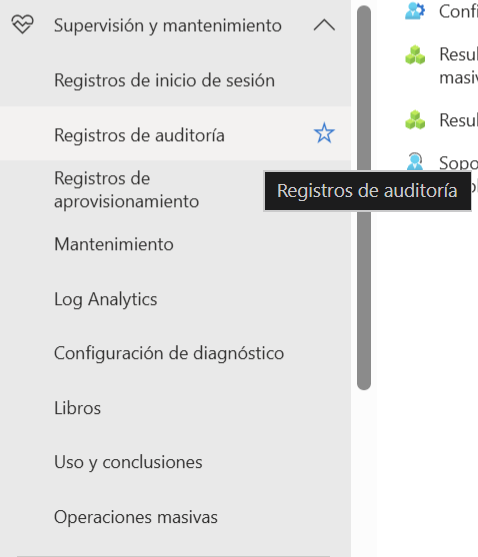 Supervisión y mantenimiento
Registros de inicio de sesión
Registros de auditoría
Registros de
aprovisionamiento
Mantenimiento
Log Analytics
Configuración de diagnóstico
Libros
Uso y conclusiones
Operaciones masivas
Registros de auditoría